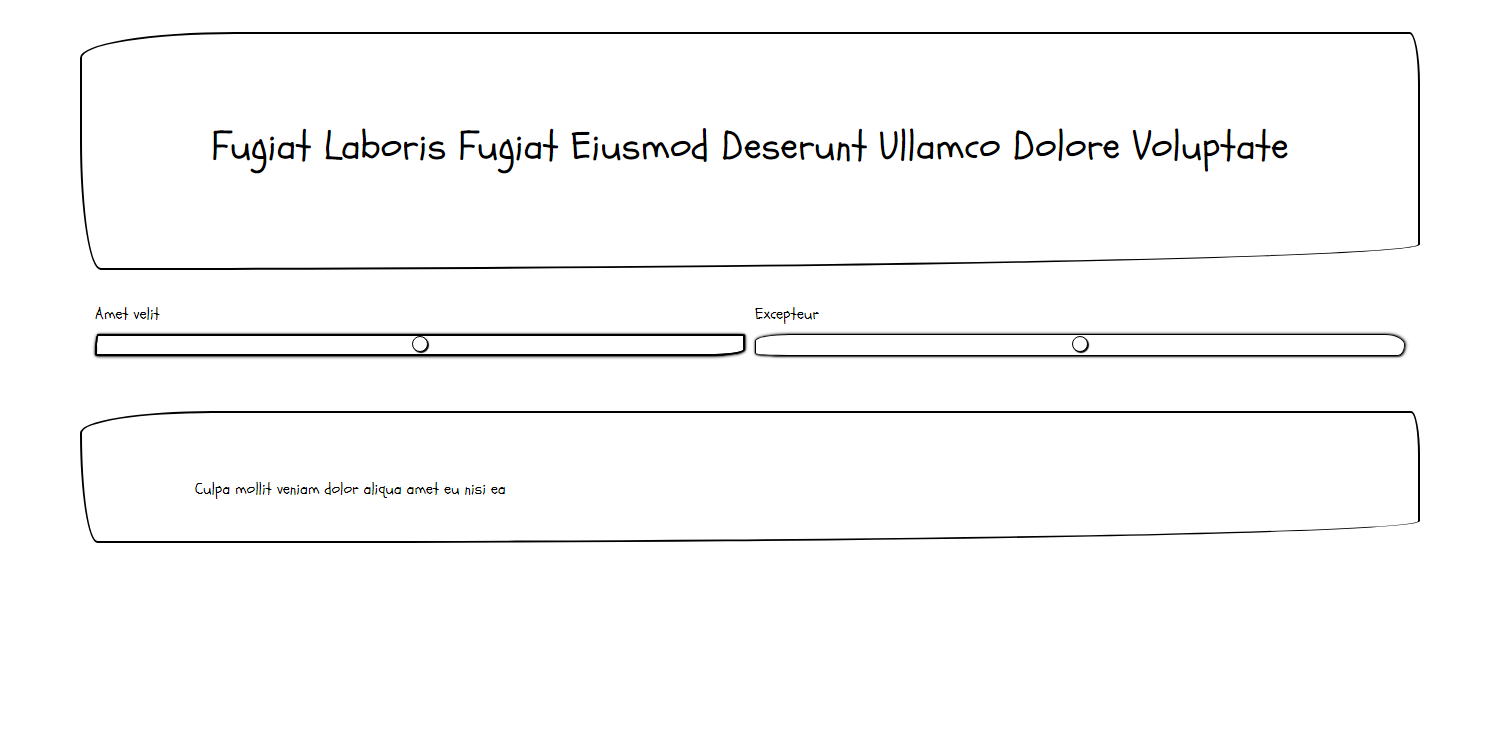 Fugiat Laboris Fugiat Eiusmod Deserunt Ullamco Dolore Voluptate
Amet velit
Excepteur
Culpa mollit veniam dolor aliqua amet eu nisi ea